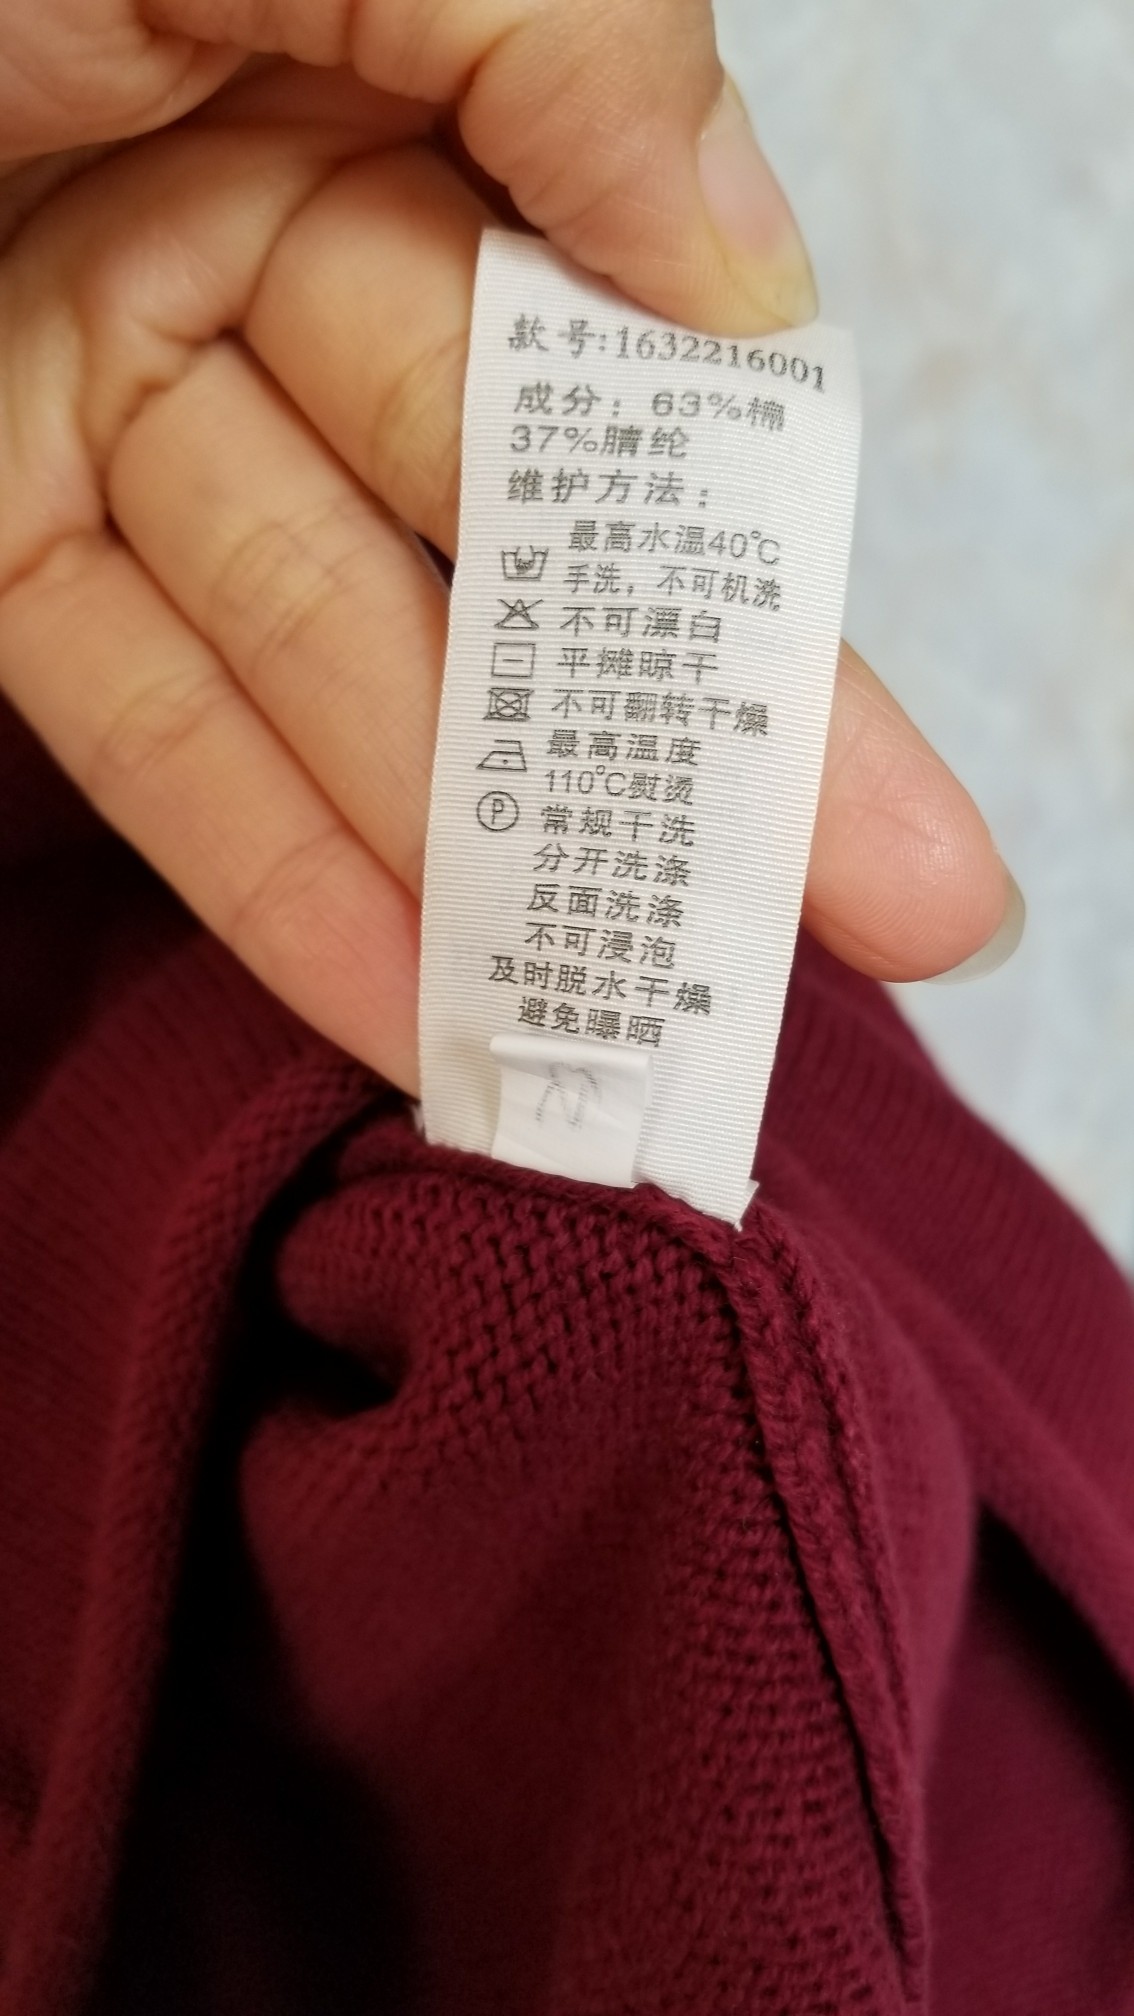 款号:1632216001
成分：63%棉
37%腈纶
维护方法：
最高水温40℃
手洗，不可机洗
不可漂白
平摊晾干
不可翻转干燥
最高温度
110℃熨烫
P 常规干洗
分开洗涤
反面洗涤
不可浸泡
及时脱水干燥
避免曝晒